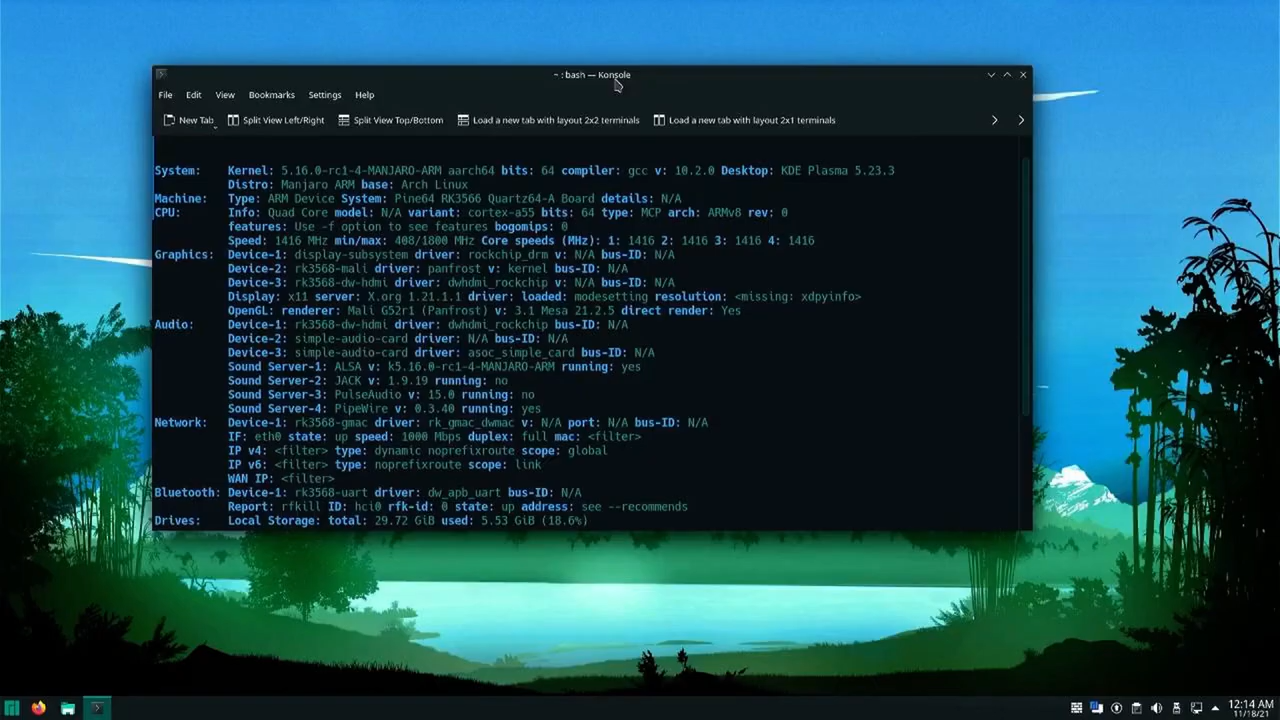 ~ : bash — Konsole
File Edit View Bookmarks Settings Help
New Tab Split View Left/Right Split View Top/Bottom Load a new tab with layout 2x2 terminals Load a new tab with layout 2x1 terminals
System: Kernel: 5.16.0-rc1-4-MANJARO-ARM aarch64 bits: 64 compiler: gcc v: 10.2.0 Desktop: KDE Plasma 5.23.3
Distro: Manjaro ARM base: Arch Linux
Machine: Type: ARM Device System: Pine64 RK3566 Quartz64-A Board details: N/A
CPU: Info: Quad Core model: N/A variant: cortex-a55 bits: 64 type: MCP arch: ARMv8 rev: 0
features: Use -f option to see features bogomips: 0
Speed: 1416 MHz min/max: 408/1800 MHz Core speeds (MHz): 1: 1416 2: 1416 3: 1416 4: 1416
Graphics: Device-1: display-subsystem driver: rockchip_drm v: N/A bus-ID: N/A
Device-2: rk3568-mali driver: panfrost v: kernel bus-ID: N/A
Device-3: rk3568-dw-hdmi driver: dwhdmi_rockchip v: N/A bus-ID: N/A
Display: x11 server: X.org 1.21.1.1 driver: loaded: modesetting resolution: <missing: xdpyinfo>
OpenGL: renderer: Mali G52r1 (Panfrost) v: 3.1 Mesa 21.2.5 direct render: Yes
Audio: Device-1: rk3568-dw-hdmi driver: dwhdmi_rockchip bus-ID: N/A
Device-2: simple-audio-card driver: N/A bus-ID: N/A
Device-3: simple-audio-card driver: asoc_simple_card bus-ID: N/A
Sound Server-1: ALSA v: k5.16.0-rc1-4-MANJARO-ARM running: yes
Sound Server-2: JACK v: 1.9.19 running: no
Sound Server-3: PulseAudio v: 15.0 running: no
Sound Server-4: PipeWire v: 0.3.40 running: yes
Network: Device-1: rk3568-gmac driver: rk_gmac_dwmac v: N/A port: N/A bus-ID: N/A
IF: eth0 state: up speed: 1000 Mbps duplex: full mac: <filter>
IP v4: <filter> type: dynamic noprefixroute scope: global
IP v6: <filter> type: noprefixroute scope: link
WAN IP: <filter>
Bluetooth: Device-1: rk3568-uart driver: dw_apb_uart bus-ID: N/A
Report: rfkill ID: hci0 rfk-id: 0 state: up address: see --recommends
Drives: Local Storage: total: 29.72 GiB used: 5.53 GiB (18.6%)
12:14 AM
11/18/21